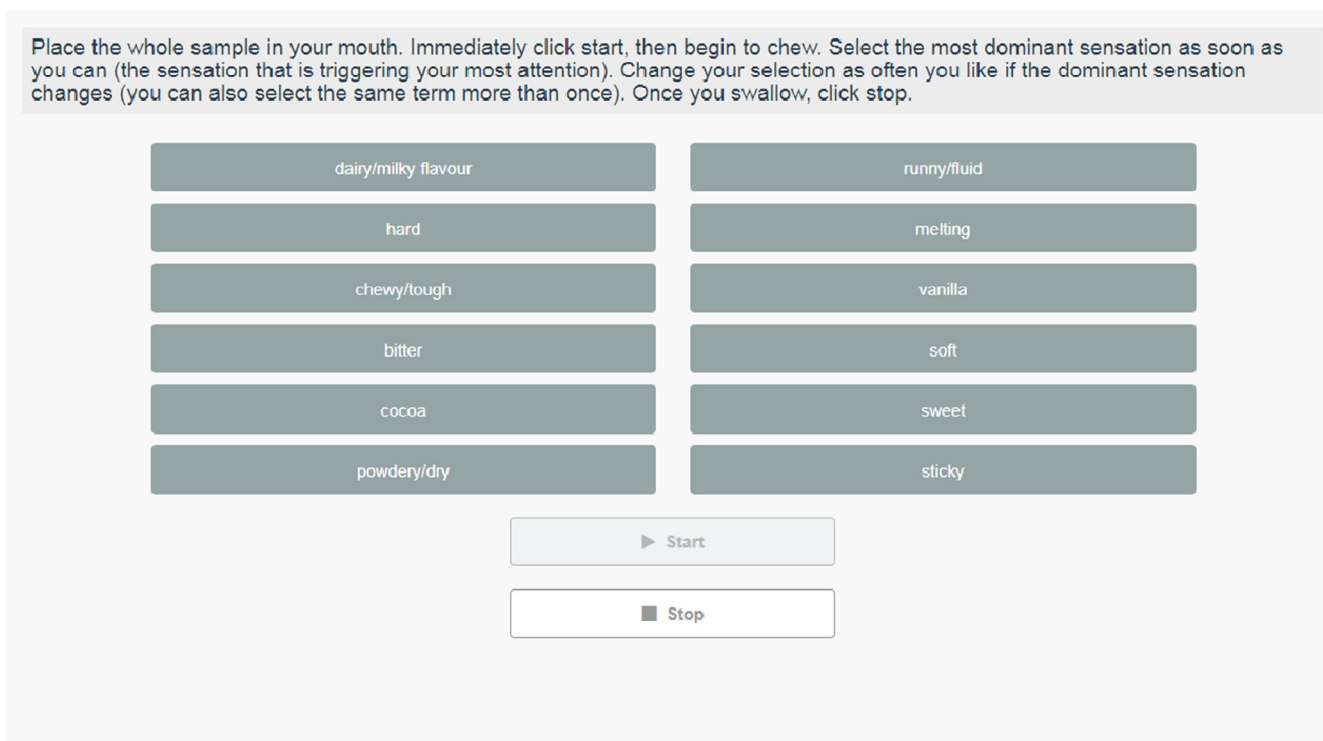 Place the whole sample in your mouth. Immediately click start, then begin to chew. Select the most dominant sensation as soon as
you can (the sensation that is triggering your most attention). Change your selection as often you like if the dominant sensation
changes (you can also select the same term more than once). Once you swallow, click stop.
dairy/milky flavour
runny/fluid
hard
melting
chewy/tough
vanilla
bitter
soft
cocoa
sweet
powdery/dry
sticky
Start
Stop